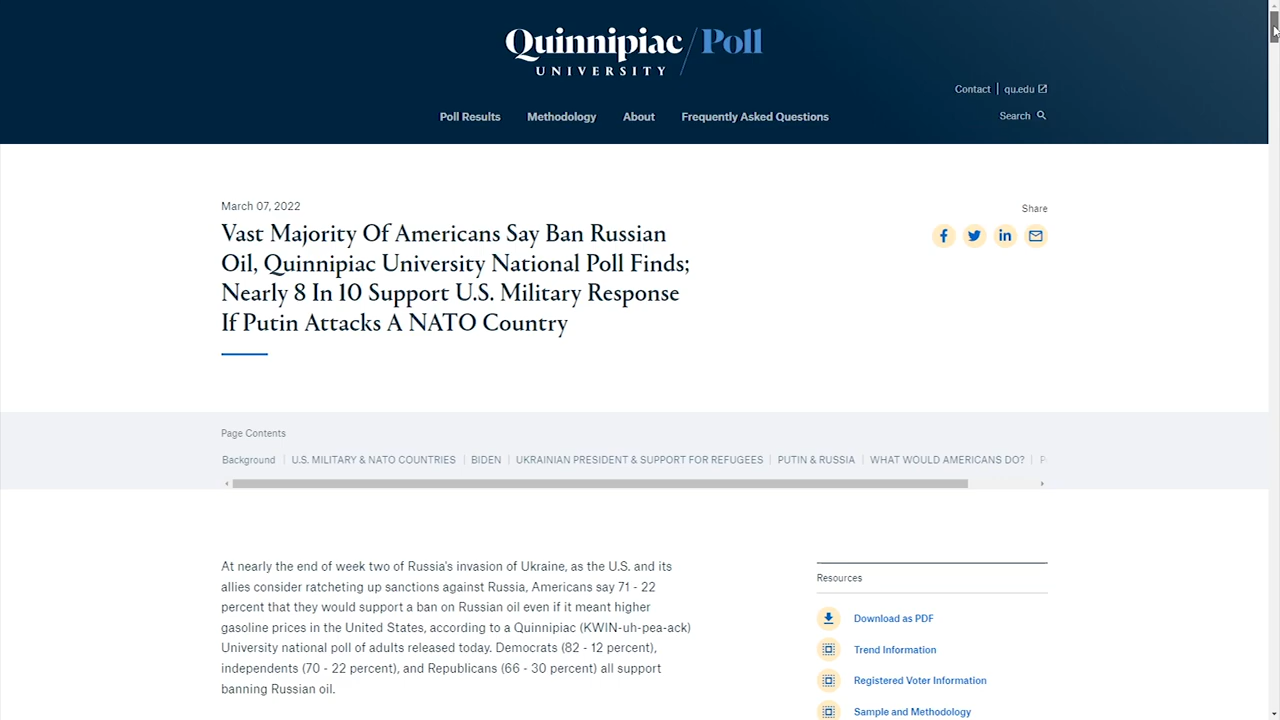 Quinnipiac / Poll
UNIVERSITY
Contact | qu.edu
Poll Results Methodology About Frequently Asked Questions Search
March 07, 2022
Share
Vast Majority Of Americans Say Ban Russian
Oil, Quinnipiac University National Poll Finds;
Nearly 8 In 10 Support U.S. Military Response
If Putin Attacks A NATO Country
Page Contents
Background | U.S. MILITARY & NATO COUNTRIES | BIDEN | UKRAINIAN PRESIDENT & SUPPORT FOR REFUGEES | PUTIN & RUSSIA | WHAT WOULD AMERICANS DO? | P
At nearly the end of week two of Russia's invasion of Ukraine, as the U.S. and its
allies consider ratcheting up sanctions against Russia, Americans say 71 - 22
percent that they would support a ban on Russian oil even if it meant higher
gasoline prices in the United States, according to a Quinnipiac (KWIN-uh-pea-ack)
University national poll of adults released today. Democrats (82 - 12 percent),
independents (70 - 22 percent), and Republicans (66 - 30 percent) all support
banning Russian oil.
Resources
Download as PDF
Trend Information
Registered Voter Information
Sample and Methodology